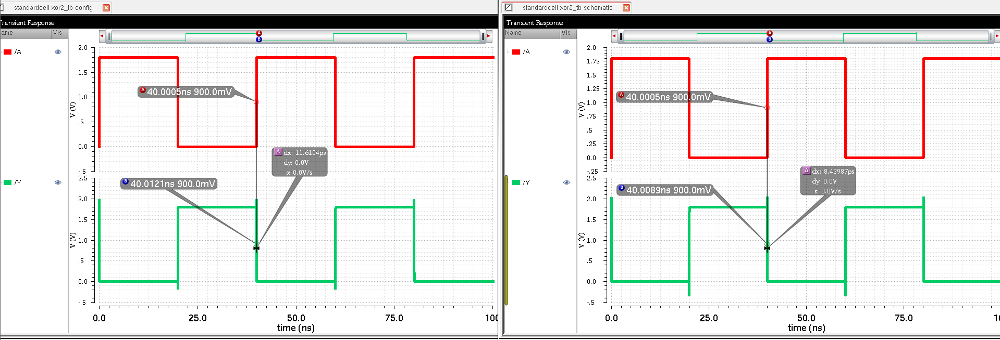 standardcell xor2_tb config
Transient Response
ame Vis
/A
/Y
A
B
2.0
1.5
1.0
.5
0.0
-.5
V (V)
A 40.0005ns 900.0mV
Δ dx: 11.6104ps
dy: 0.0V
s: 0.0V/s
B 40.0121ns 900.0mV
2.5
2.0
1.5
1.0
.5
0.0
-.5
V (V)
0.0 25.0 50.0 75.0 100
time (ns)
standardcell xor2_tb schematic
Transient Response
Name Vis
/A
/Y
A
B
2.0
1.75
1.5
1.25
1.0
.75
.5
.25
0.0
-.25
V (V)
A 40.0005ns 900.0mV
Δ dx: 8.43987ps
dy: 0.0V
s: 0.0V/s
B 40.0089ns 900.0mV
2.5
2.0
1.5
1.0
.5
0.0
-.5
V (V)
0.0 25.0 50.0 75.0 1
time (ns)